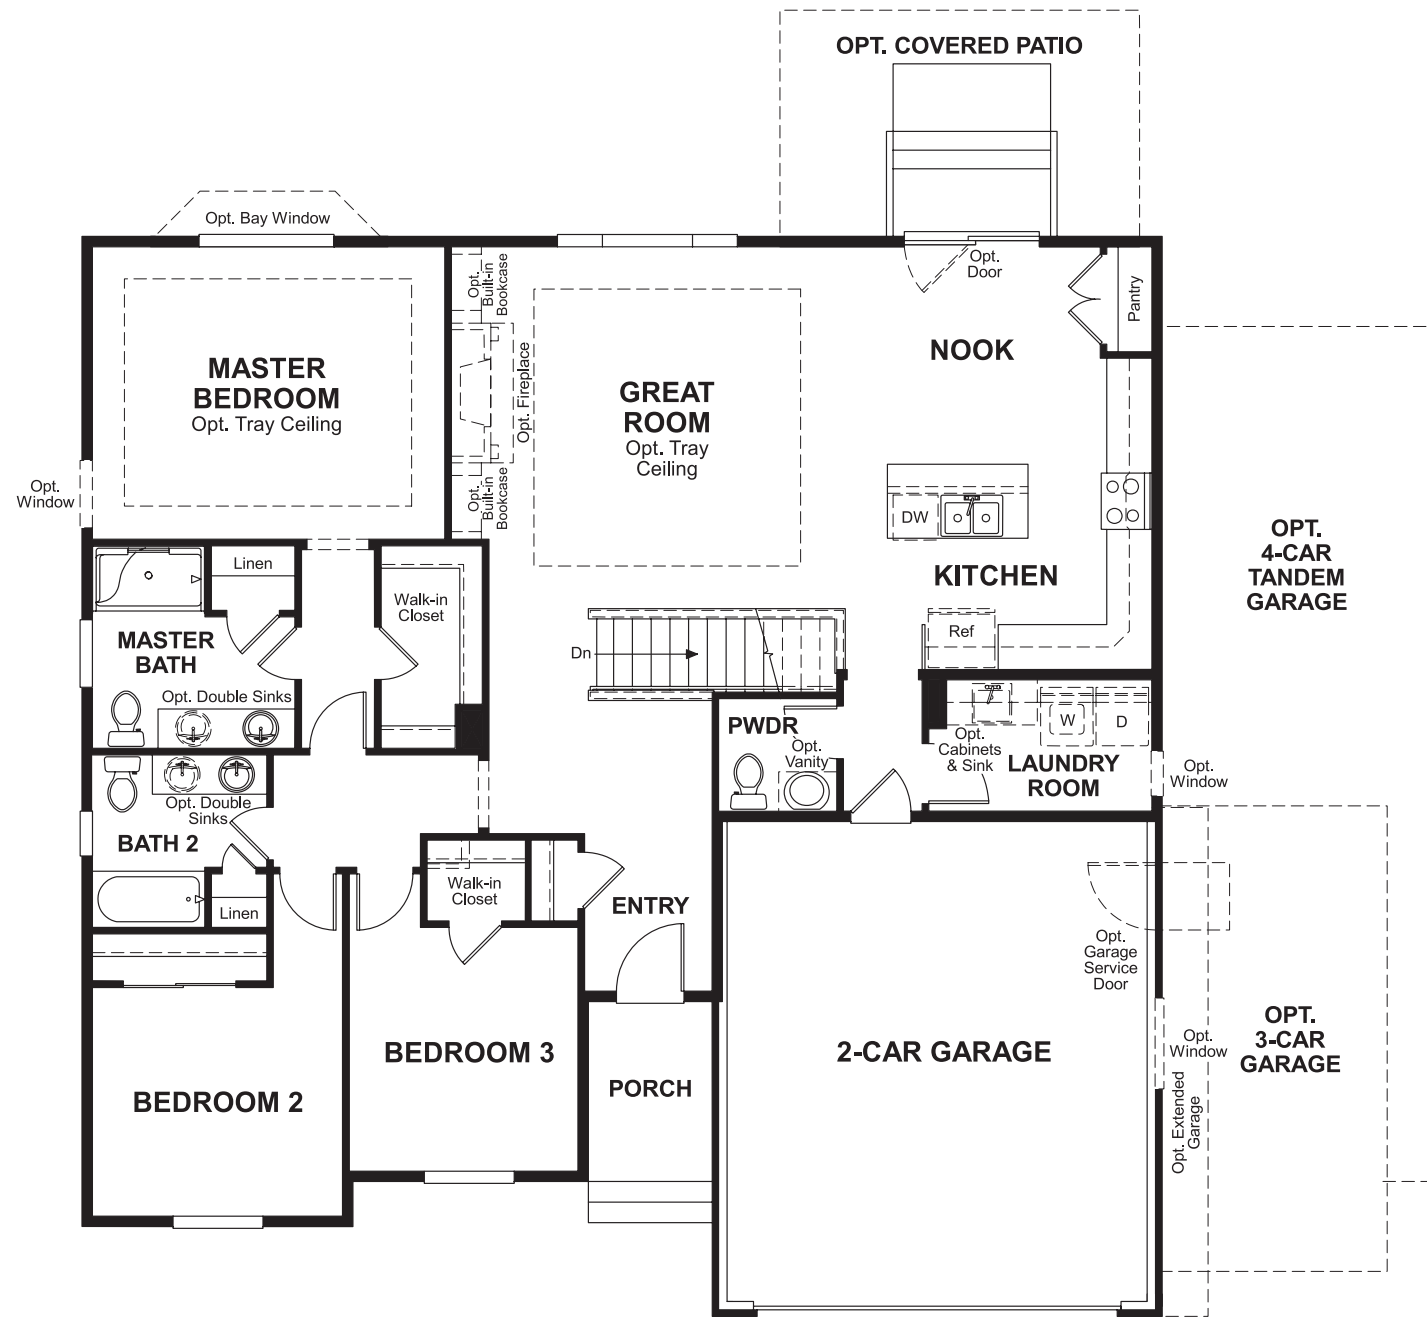 OPT. COVERED PATIO
Opt. Bay Window
Opt.
Door
Pantry
Opt.
Built-in
Bookcase
NOOK
MASTER
BEDROOM
Opt. Tray Ceiling
Opt. Fireplace
GREAT
ROOM
Opt. Tray
Ceiling
Opt.
Window
Opt.
Built-in
Bookcase
DW
OPT.
4-CAR
TANDEM
GARAGE
KITCHEN
Linen
Walk-in
Closet
Ref
MASTER
BATH
Dn
Opt. Double Sinks
PWDR
Opt.
Vanity
Opt.
Cabinets
& Sink
W
D
LAUNDRY
ROOM
Opt.
Window
Opt. Double
Sinks
BATH 2
Walk-in
Closet
Linen
ENTRY
Opt.
Garage
Service
Door
OPT.
3-CAR
GARAGE
Opt.
Window
BEDROOM 3
2-CAR GARAGE
BEDROOM 2
PORCH
Opt. Extended
Garage